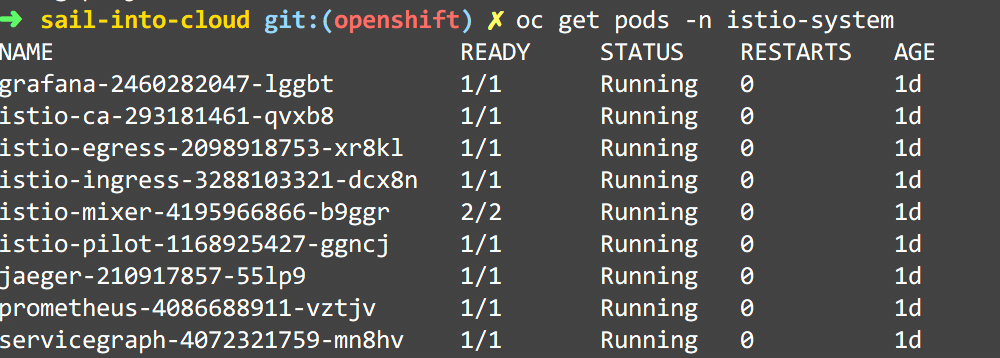 ➜ sail-into-cloud git:(openshift) ✗ oc get pods -n istio-system
NAME READY STATUS RESTARTS AGE
grafana-2460282047-lggbt 1/1 Running 0 1d
istio-ca-293181461-qvxb8 1/1 Running 0 1d
istio-egress-2098918753-xr8kl 1/1 Running 0 1d
istio-ingress-3288103321-dcx8n 1/1 Running 0 1d
istio-mixer-4195966866-b9ggr 2/2 Running 0 1d
istio-pilot-1168925427-ggncj 1/1 Running 0 1d
jaeger-210917857-55lp9 1/1 Running 0 1d
prometheus-4086688911-vztjv 1/1 Running 0 1d
servicegraph-4072321759-mn8hv 1/1 Running 0 1d